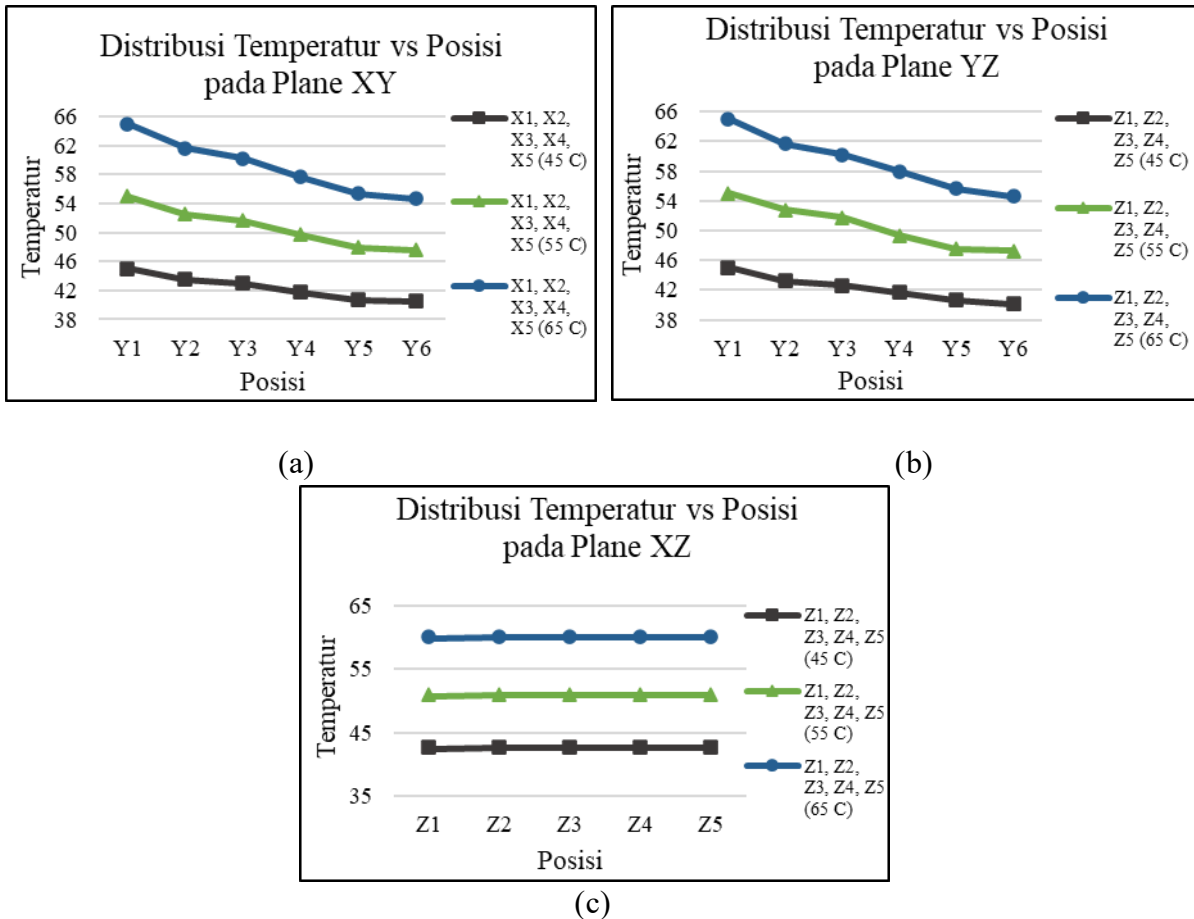 Distribusi Temperatur vs Posisi
pada Plane XY
Temperatur
66
62
58
54
50
46
42
38
Y1 Y2 Y3 Y4 Y5 Y6
Posisi
X1, X2,
X3, X4,
X5 (45 C)
X1, X2,
X3, X4,
X5 (55 C)
X1, X2,
X3, X4,
X5 (65 C)
(a)
Distribusi Temperatur vs Posisi
pada Plane YZ
Temperatur
66
62
58
54
50
46
42
38
Y1 Y2 Y3 Y4 Y5 Y6
Posisi
Z1, Z2,
Z3, Z4,
Z5 (45 C)
Z1, Z2,
Z3, Z4,
Z5 (55 C)
Z1, Z2,
Z3, Z4,
Z5 (65 C)
(b)
Distribusi Temperatur vs Posisi
pada Plane XZ
Temperatur
65
55
45
35
Z1 Z2 Z3 Z4 Z5
Posisi
Z1, Z2,
Z3, Z4, Z5
(45 C)
Z1, Z2,
Z3, Z4, Z5
(55 C)
Z1, Z2,
Z3, Z4, Z5
(65 C)
(c)